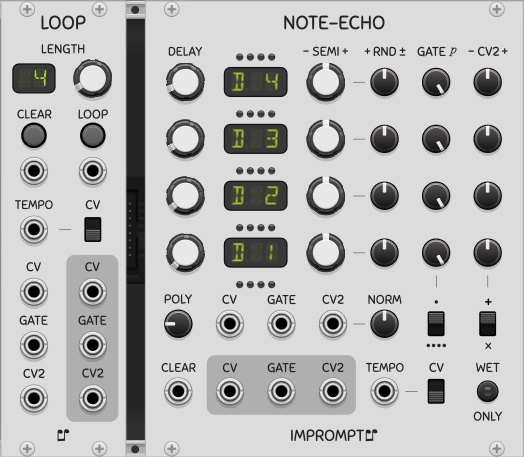 LOOP
LENGTH
4
CLEAR LOOP
TEMPO CV
CV CV
GATE GATE
CV2 CV2
NOTE-ECHO
DELAY - SEMI + + RND ± GATE p - CV2 +
D 4
D 3
D 2
D 1
POLY CV GATE CV2 NORM +
x
CLEAR CV GATE CV2 TEMPO CV WET
ONLY
IMPROMPTU